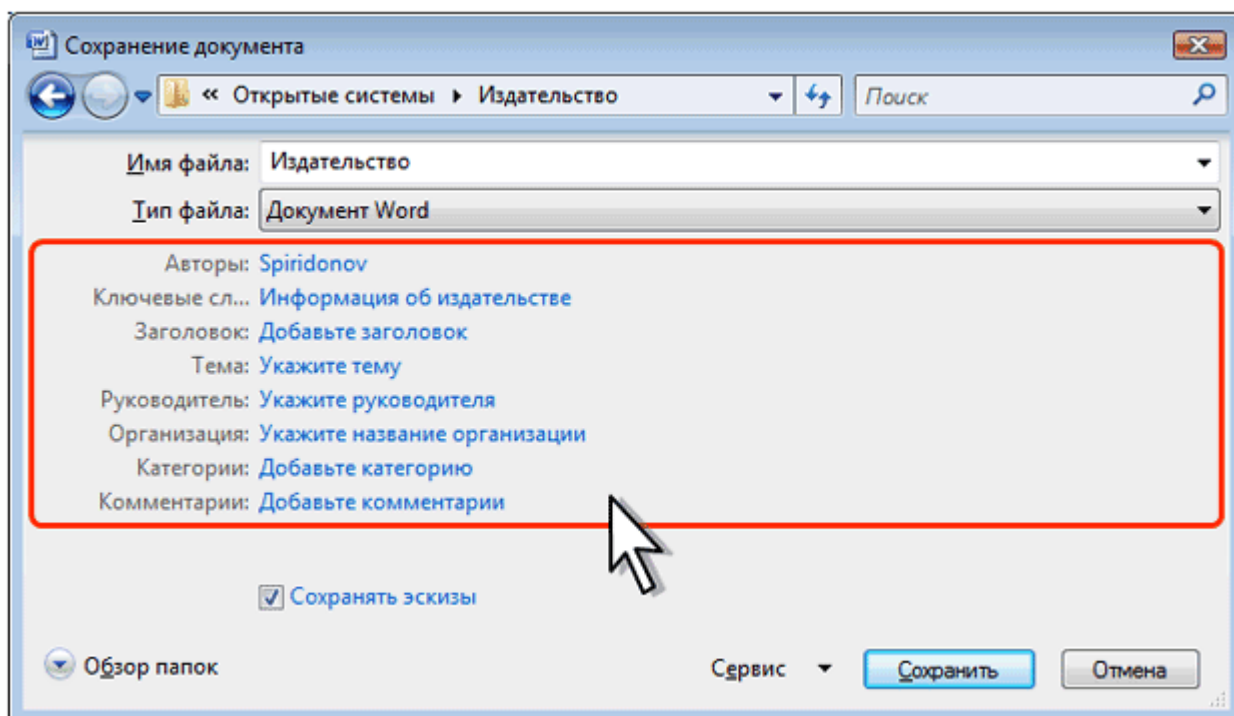 Сохранение документа
« Открытые системы Издательство Поиск
Имя файла: Издательство
Тип файла: Документ Word
Авторы: Spiridonov
Ключевые сл... Информация об издательстве
Заголовок: Добавьте заголовок
Тема: Укажите тему
Руководитель: Укажите руководителя
Организация: Укажите название организации
Категории: Добавьте категорию
Комментарии: Добавьте комментарии
Сохранять эскизы
Обзор папок Сервис Сохранить Отмена